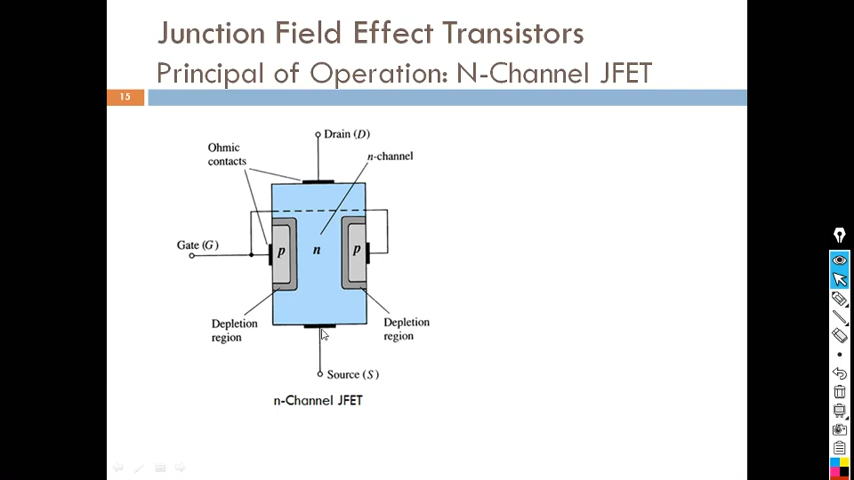 Junction Field Effect Transistors
Principal of Operation: N-Channel JFET
15
Drain (D)
Ohmic
contacts
n-channel
Gate (G)
p
n
p
Depletion
region
Depletion
region
Source (S)
n-Channel JFET